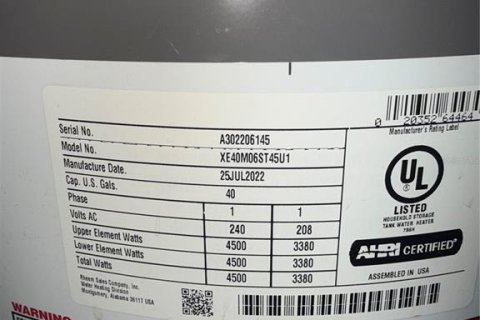 Serial No. A302206145
Model No. XE40M06ST45U1
Manufacture Date. 25JUL2022
Cap. U.S. Gals. 40
Phase 1 1
Volts AC 240 208
Upper Element Watts 4500 3380
Lower Element Watts 4500 3380
Total Watts 4500 3380
Rheem Sales Company, Inc.
Water Heating Division
Montgomery, Alabama 36117 USA
0 20352 64464
Manufacturer's Rating Label
UL
LISTED
HOUSEHOLD STORAGE
TANK WATER HEATER
766H
AHRI CERTIFIED
ASSEMBLED IN USA
WARNING